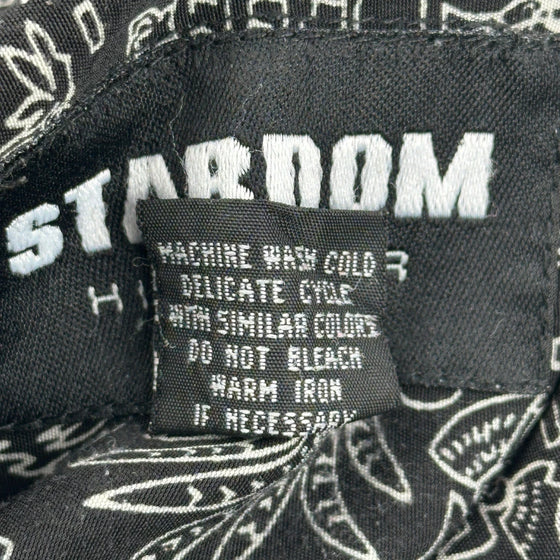 STARDOM
MACHINE WASH COLD
DELICATE CYCLE
WITH SIMILAR COLORS
DO NOT BLEACH
WARM IRON
IF NECESSARY